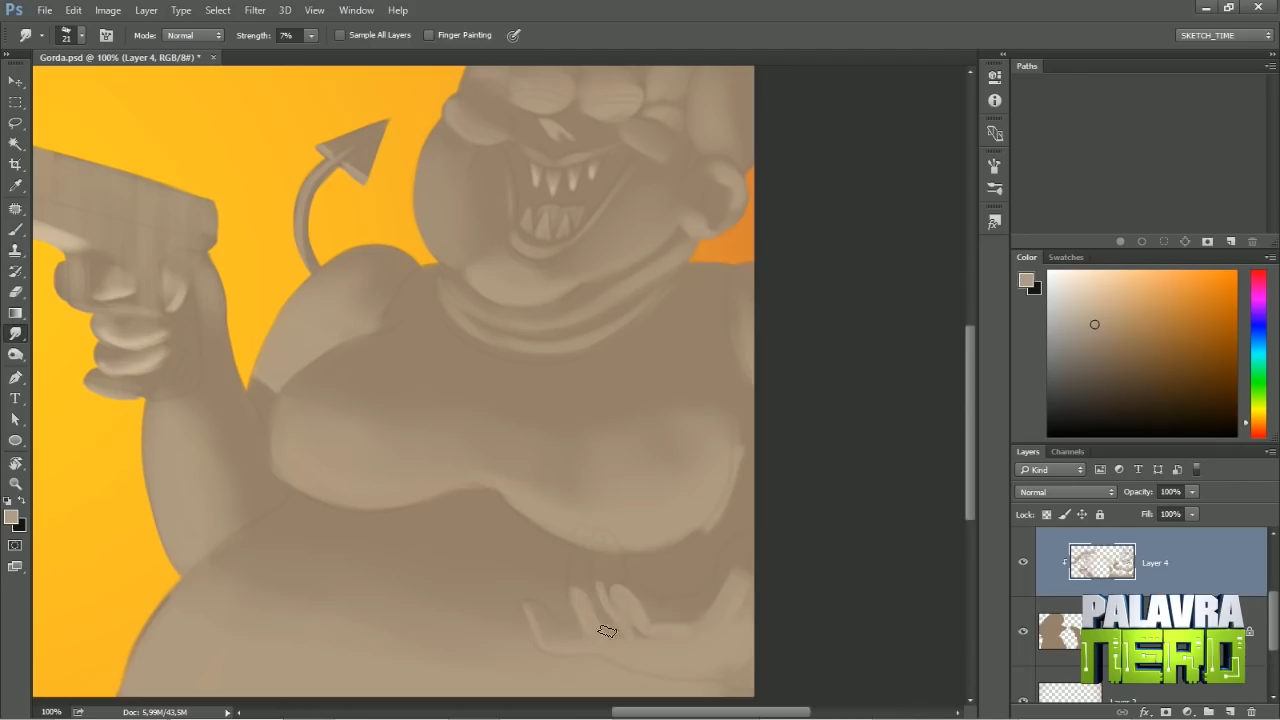 Ps File Edit Image Layer Type Select Filter 3D View Window Help
21 Mode: Normal Strength: 7% Sample All Layers Finger Painting SKETCH_TIME
Gorda.psd @ 100% (Layer 4, RGB/8#) *
Paths
Color Swatches
Layers Channels
Kind
Normal Opacity: 100%
Lock: Fill: 100%
Layer 4
PALAVRA
NERD
100% Doc: 5,99M/43,5M